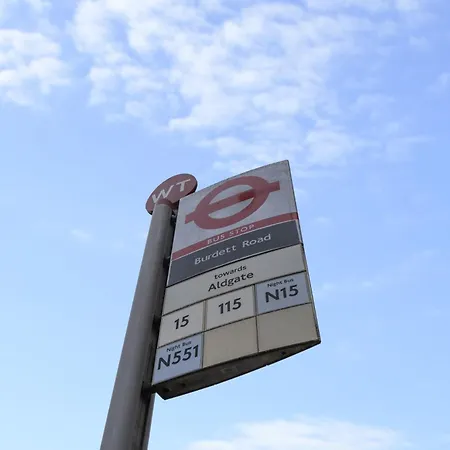 WT
BUS STOP
Burdett Road
towards
Aldgate
15
115
Night Bus
N15
Night Bus
N551